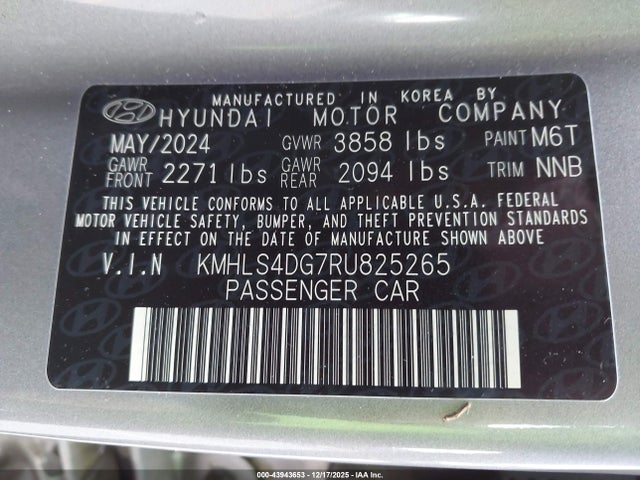 MANUFACTURED IN KOREA BY
HYUNDAI MOTOR COMPANY
MAY/2024 GVWR 3858 lbs PAINT M6T
GAWR FRONT 2271 lbs GAWR REAR 2094 lbs TRIM NNB
THIS VEHICLE CONFORMS TO ALL APPLICABLE U.S.A. FEDERAL
MOTOR VEHICLE SAFETY, BUMPER, AND THEFT PREVENTION STANDARDS
IN EFFECT ON THE DATE OF MANUFACTURE SHOWN ABOVE
V.I.N KMHLS4DG7RU825265
PASSENGER CAR
000-43943653 - 12/17/2025 - IAA Inc.